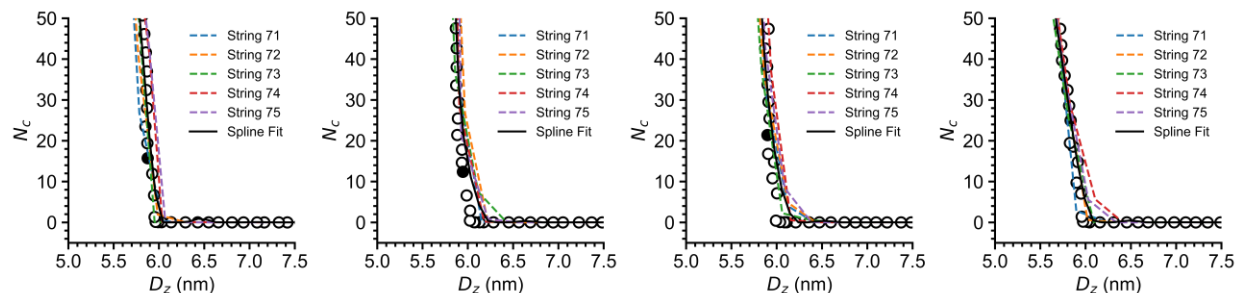 50
40
30
20
10
0
N_c
5.0 5.5 6.0 6.5 7.0 7.5
D_z (nm)
String 71
String 72
String 73
String 74
String 75
Spline Fit
50
40
30
20
10
0
N_c
5.0 5.5 6.0 6.5 7.0 7.5
D_z (nm)
String 71
String 72
String 73
String 74
String 75
Spline Fit
50
40
30
20
10
0
N_c
5.0 5.5 6.0 6.5 7.0 7.5
D_z (nm)
String 71
String 72
String 73
String 74
String 75
Spline Fit
50
40
30
20
10
0
N_c
5.0 5.5 6.0 6.5 7.0 7.5
D_z (nm)
String 71
String 72
String 73
String 74
String 75
Spline Fit